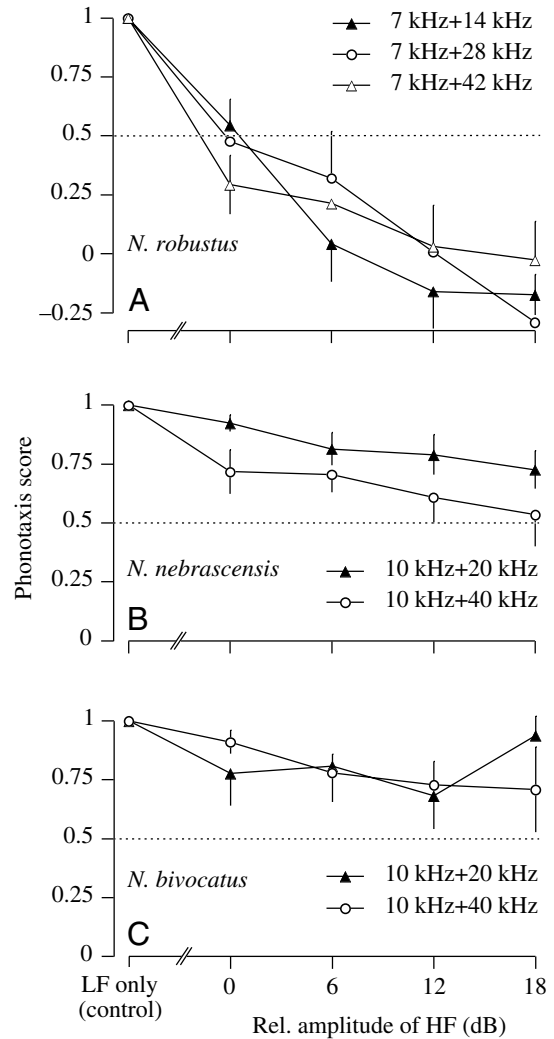 1
7 kHz+14 kHz
7 kHz+28 kHz
0.75
7 kHz+42 kHz
0.5
0.25
0
N. robustus
−0.25
A
1
0.75
0.5
N. nebrascensis
10 kHz+20 kHz
0.25
10 kHz+40 kHz
B
0
Phonotaxis score
1
0.75
0.5
N. bivocatus
10 kHz+20 kHz
0.25
10 kHz+40 kHz
C
0
LF only
(control)
0 6 12 18
Rel. amplitude of HF (dB)